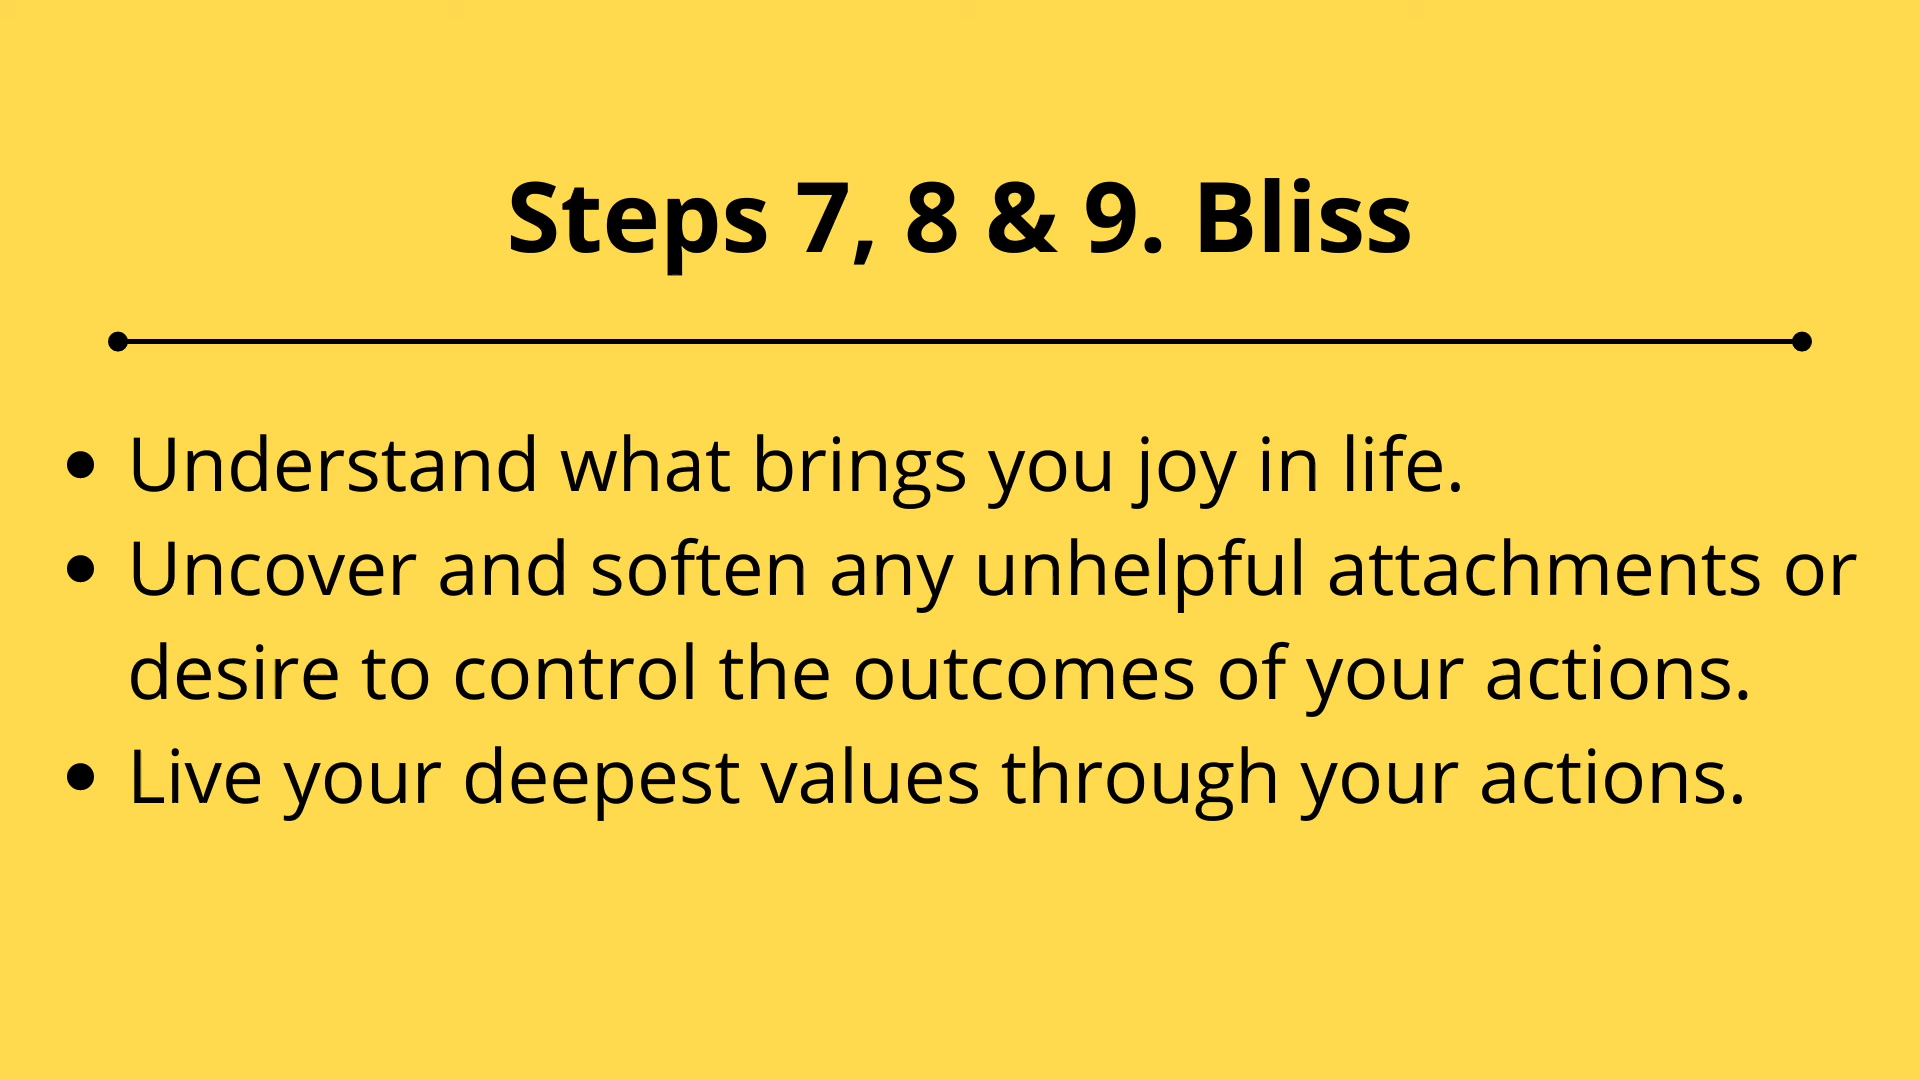 Steps 7, 8 & 9. Bliss
• Understand what brings you joy in life.
• Uncover and soften any unhelpful attachments or
desire to control the outcomes of your actions.
• Live your deepest values through your actions.